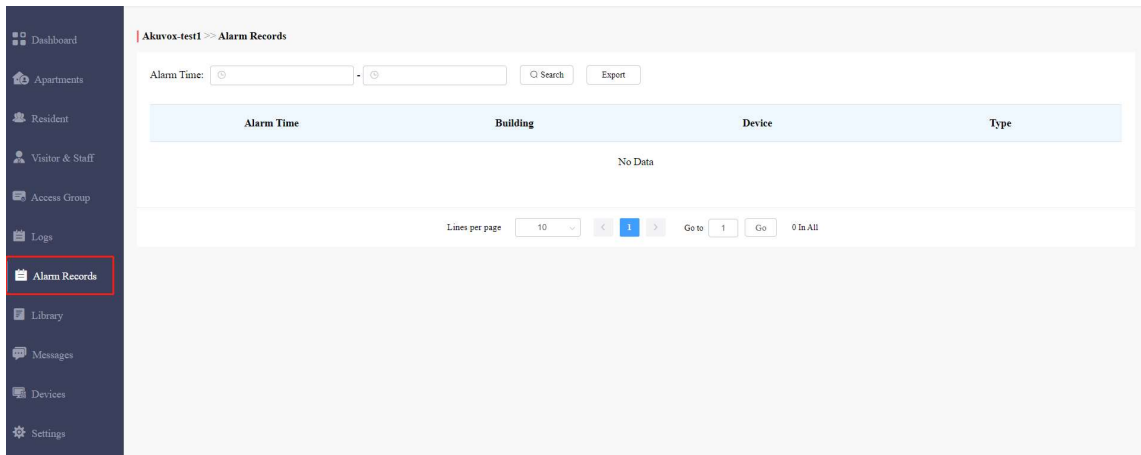 Dashboard
Apartments
Resident
Visitor & Staff
Access Group
Logs
Alarm Records
Library
Messages
Devices
Settings
Akuvox-test1 >> Alarm Records
Alarm Time: - Search Export
Alarm Time Building Device Type
No Data
Lines per page 10 < 1 > Go to 1 Go 0 In All